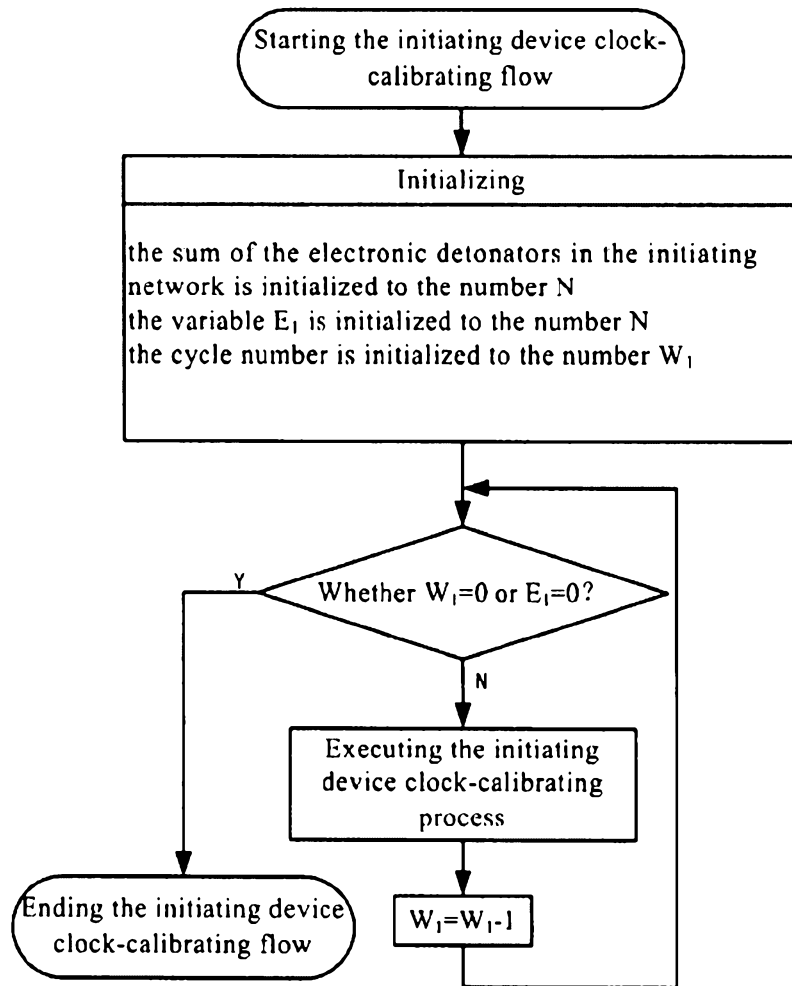 Starting the initiating device clock-
calibrating flow
Initializing
the sum of the electronic detonators in the initiating
network is initialized to the number N
the variable E₁ is initialized to the number N
the cycle number is initialized to the number W₁
Whether W₁=0 or E₁=0?
Y
N
Executing the initiating
device clock-calibrating
process
Ending the initiating device
clock-calibrating flow
W₁=W₁-1